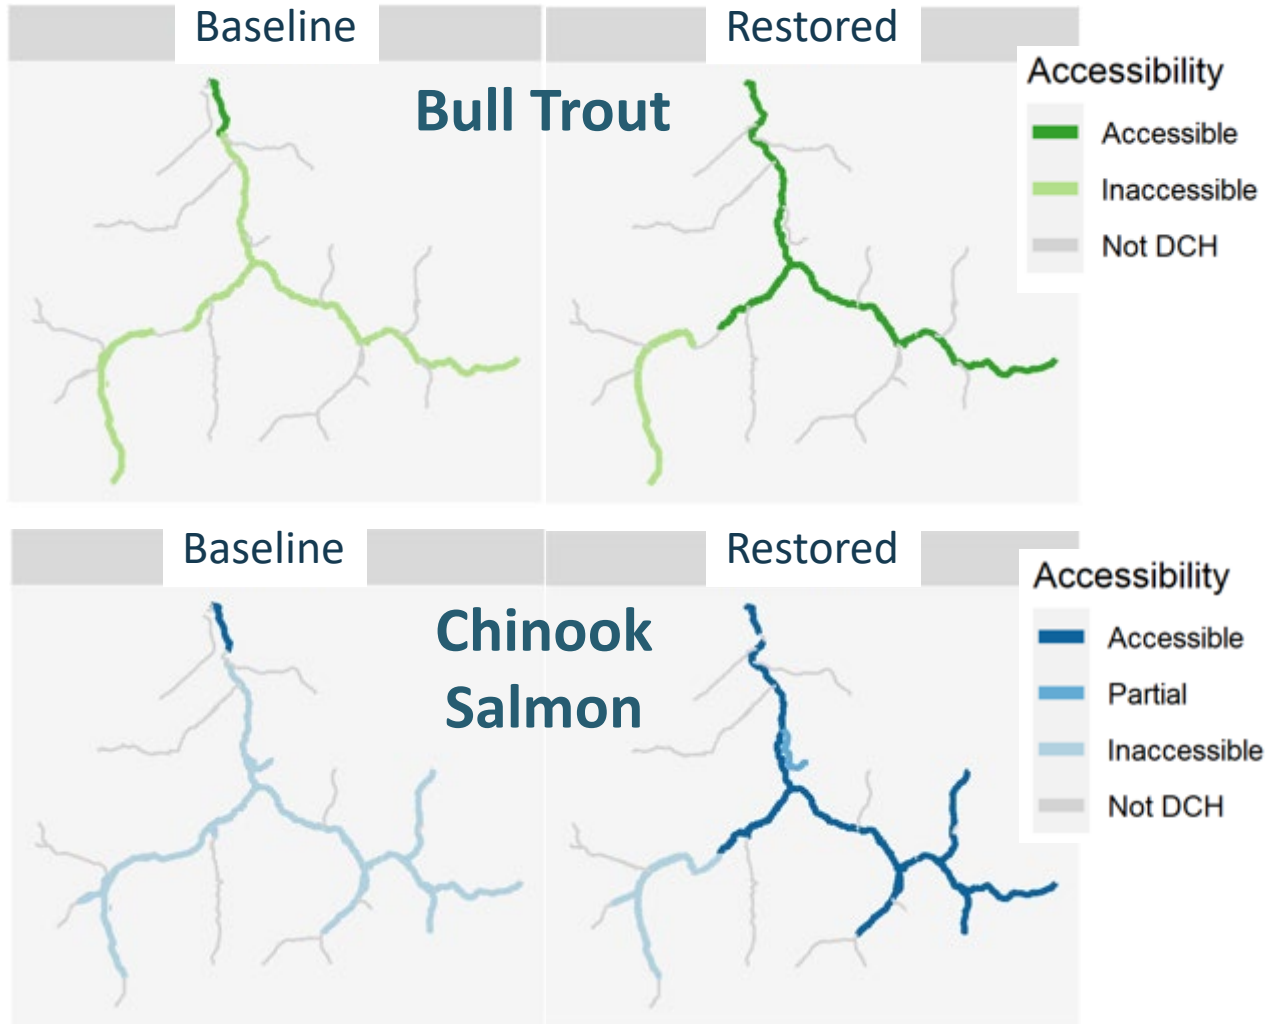 Baseline
Restored
Bull Trout
Accessibility
Accessible
Inaccessible
Not DCH
Baseline
Restored
Chinook
Salmon
Accessibility
Accessible
Partial
Inaccessible
Not DCH